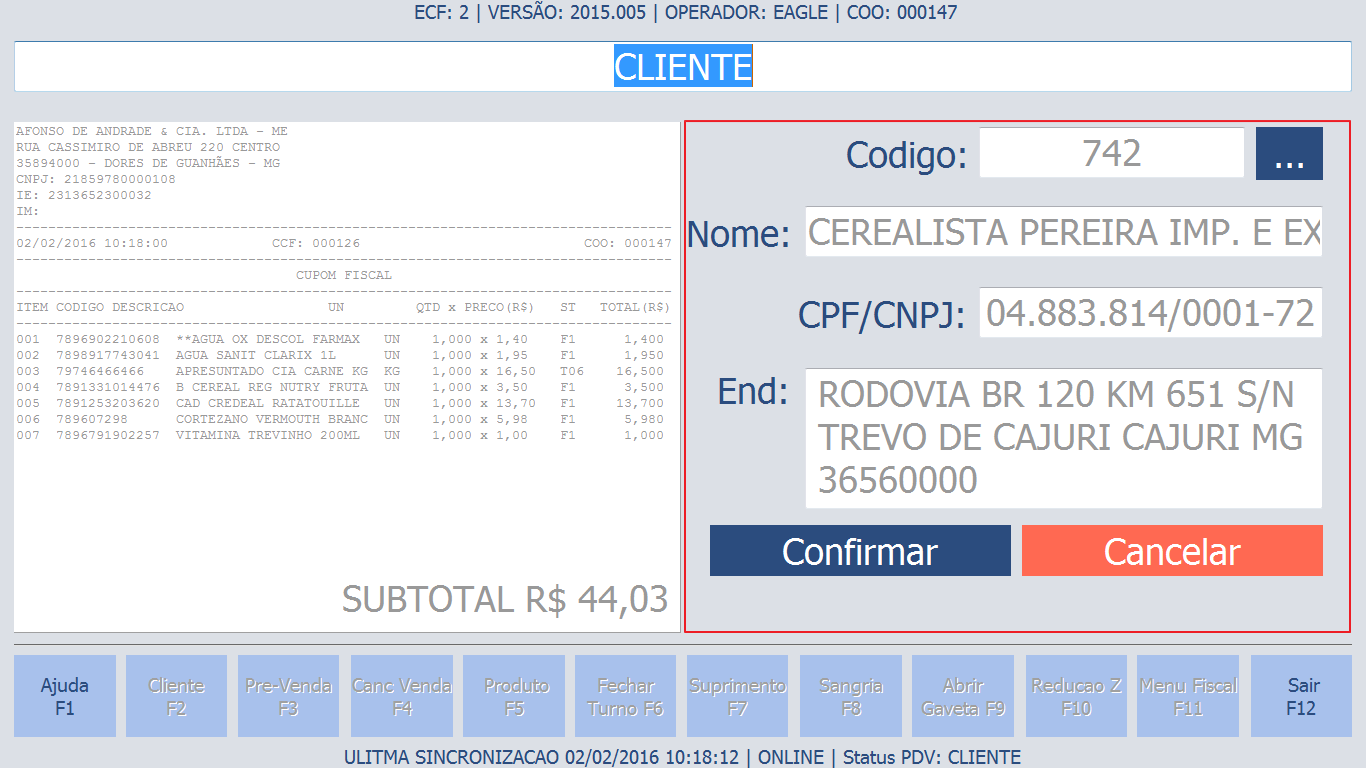 ECF: 2 | VERSÃO: 2015.005 | OPERADOR: EAGLE | COO: 000147
CLIENTE
AFONSO DE ANDRADE & CIA. LTDA - ME
RUA CASSIMIRO DE ABREU 220 CENTRO
35894000 - DORES DE GUANHÃES - MG
CNPJ: 21859780000108
IE: 2313652300032
IM:
02/02/2016 10:18:00 CCF: 000126 COO: 000147
CUPOM FISCAL
ITEM CODIGO DESCRICAO UN QTD x PRECO(R$) ST TOTAL(R$)
001 7896902210608 **AGUA OX DESCOL FARMAX UN 1,000 x 1,40 F1 1,400
002 7898917743041 AGUA SANIT CLARIX 1L UN 1,000 x 1,95 F1 1,950
003 79746466466 APRESUNTADO CIA CARNE KG KG 1,000 x 16,50 T06 16,500
004 7891331014476 B CEREAL REG NUTRY FRUTA UN 1,000 x 3,50 F1 3,500
005 7891253203620 CAD CREDEAL RATATOUILLE UN 1,000 x 13,70 F1 13,700
006 789607298 CORTEZANO VERMOUTH BRANC UN 1,000 x 5,98 F1 5,980
007 7896791902257 VITAMINA TREVINHO 200ML UN 1,000 x 1,00 F1 1,000
SUBTOTAL R$ 44,03
Codigo: 742 ...
Nome: CEREALISTA PEREIRA IMP. E EX
CPF/CNPJ: 04.883.814/0001-72
End: RODOVIA BR 120 KM 651 S/N
TREVO DE CAJURI CAJURI MG
36560000
Confirmar Cancelar
Ajuda
F1
Cliente
F2
Pre-Venda
F3
Canc Venda
F4
Produto
F5
Fechar
Turno F6
Suprimento
F7
Sangria
F8
Abrir
Gaveta F9
Reducao Z
F10
Menu Fiscal
F11
Sair
F12
ULITMA SINCRONIZACAO 02/02/2016 10:18:12 | ONLINE | Status PDV: CLIENTE